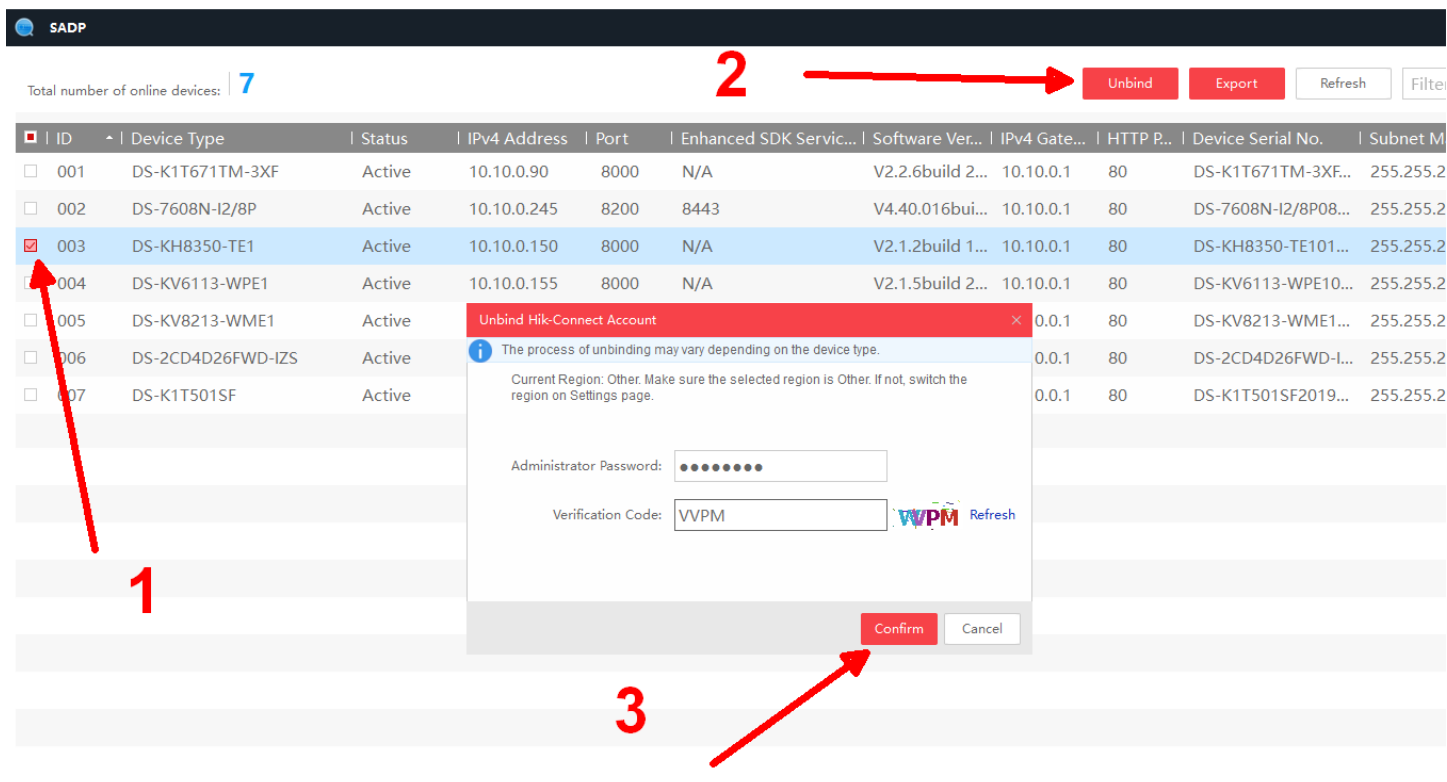 SADP
2
Total number of online devices: 7
Unbind Export Refresh Filte
ID Device Type Status IPv4 Address Port Enhanced SDK Servic... Software Ver... IPv4 Gate... HTTP P... Device Serial No. Subnet M
001 DS-K1T671TM-3XF Active 10.10.0.90 8000 N/A V2.2.6build 2... 10.10.0.1 80 DS-K1T671TM-3XF... 255.255.2
002 DS-7608N-I2/8P Active 10.10.0.245 8200 8443 V4.40.016bui... 10.10.0.1 80 DS-7608N-I2/8P08... 255.255.2
003 DS-KH8350-TE1 Active 10.10.0.150 8000 N/A V2.1.2build 1... 10.10.0.1 80 DS-KH8350-TE101... 255.255.2
004 DS-KV6113-WPE1 Active 10.10.0.155 8000 N/A V2.1.5build 2... 10.10.0.1 80 DS-KV6113-WPE10... 255.255.2
005 DS-KV8213-WME1 Active 0.0.1 80 DS-KV8213-WME1... 255.255.2
006 DS-2CD4D26FWD-IZS Active 0.0.1 80 DS-2CD4D26FWD-I... 255.255.2
007 DS-K1T501SF Active 0.0.1 80 DS-K1T501SF2019... 255.255.2
Unbind Hik-Connect Account
The process of unbinding may vary depending on the device type.
Current Region: Other. Make sure the selected region is Other. If not, switch the
region on Settings page.
Administrator Password: ●●●●●●●●
Verification Code: VVPM VVPM Refresh
1
Confirm Cancel
3